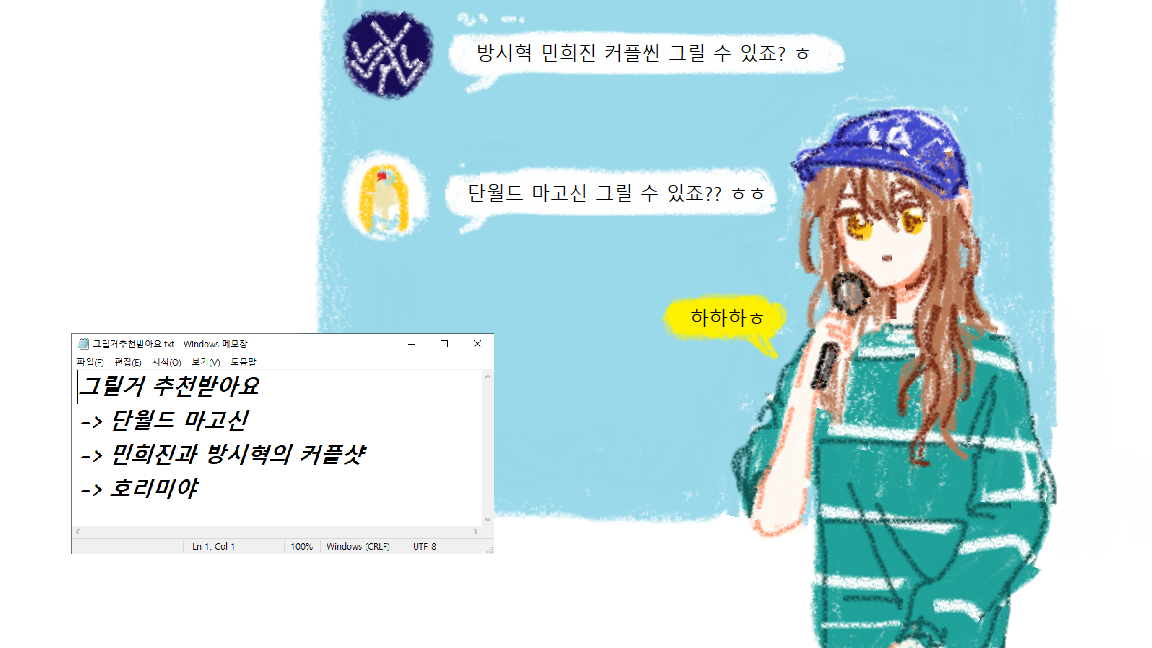 방시혁 민희진 커플씬 그릴 수 있죠? ㅎ
단월드 마고신 그릴 수 있죠?? ㅎㅎ
하하하ㅎ
그릴거추천받아요.txt - Windows 메모장
파일(F) 편집(E) 서식(O) 보기(V) 도움말
그릴거 추천받아요
-> 단월드 마고신
-> 민희진과 방시혁의 커플샷
-> 호리미야
Ln 1, Col 1 100% Windows (CRLF) UTF-8